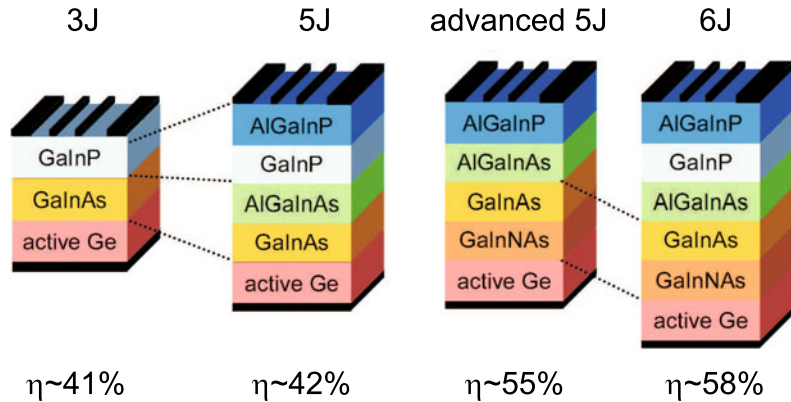 3J
5J
advanced 5J
6J
GaInP
GaInAs
active Ge
AlGaInP
GaInP
AlGaInAs
GaInAs
active Ge
AlGaInP
AlGaInAs
GaInAs
GaInNAs
active Ge
AlGaInP
GaInP
AlGaInAs
GaInAs
GaInNAs
active Ge
η~41%
η~42%
η~55%
η~58%